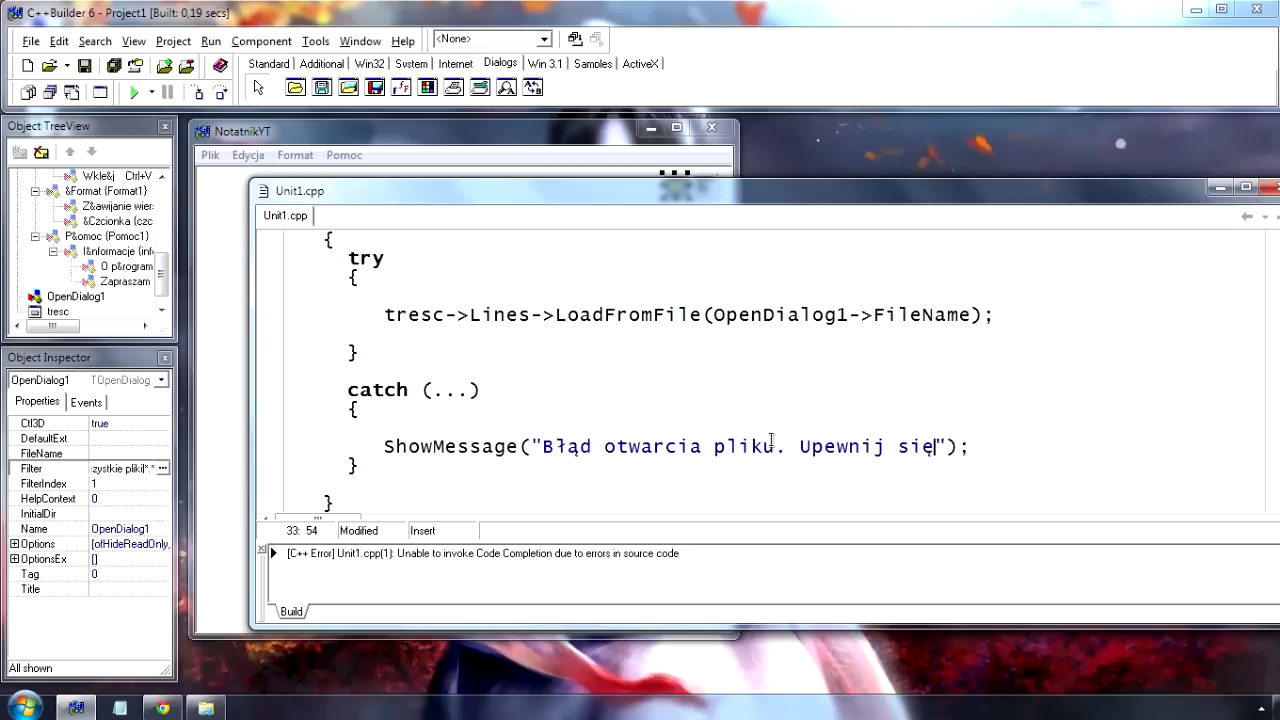 C++Builder 6 - Project1 [Built: 0,19 secs]
File Edit Search View Project Run Component Tools Window Help
<None>
Standard Additional Win32 System Internet Dialogs Win 3.1 Samples ActiveX
Object TreeView
Wkle&j Ctrl+V
&Format {Format1}
Z&awijanie wier
&Czcionka {czc
P&omoc {Pomoc1}
I&nformacje {inf
O p&rogram
Zapraszam
OpenDialog1
tresc
Object Inspector
OpenDialog1 TOpenDialog
Properties Events
Ctl3D true
DefaultExt
FileName
Filter zystkie pliki|*.* ...
FilterIndex 1
HelpContext 0
InitialDir
Name OpenDialog1
Options [ofHideReadOnly,
OptionsEx []
Tag 0
Title
All shown
NotatnikYT
Plik Edycja Format Pomoc
Unit1.cpp
Unit1.cpp
{
try
{
tresc->Lines->LoadFromFile(OpenDialog1->FileName);
}
catch (...)
{
ShowMessage("Błąd otwarcia pliku. Upewnij się");
}
}
33: 54 Modified Insert
[C++ Error] Unit1.cpp(1): Unable to invoke Code Completion due to errors in source code
Build